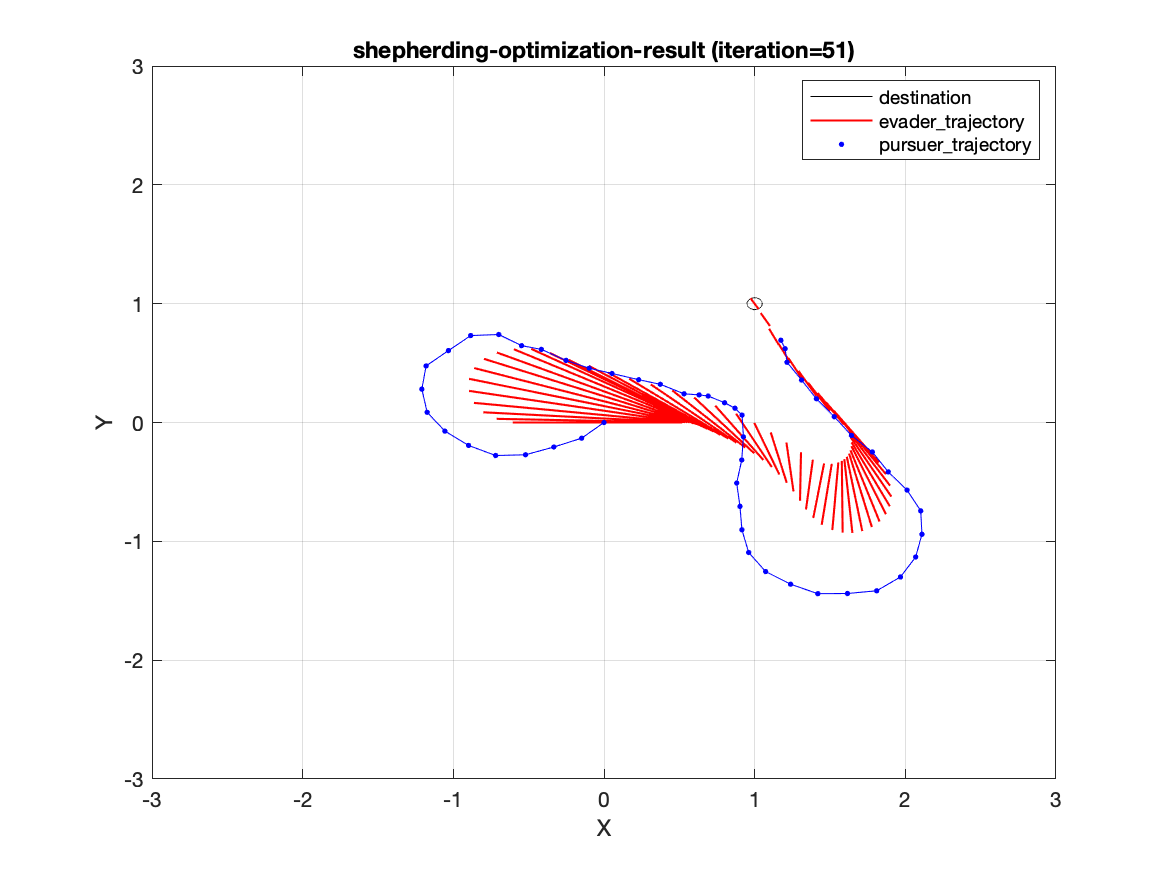 shepherding-optimization-result (iteration=51)
destination
evader_trajectory
pursuer_trajectory
3
2
1
0
-1
-2
-3
Y
-3 -2 -1 0 1 2 3
X